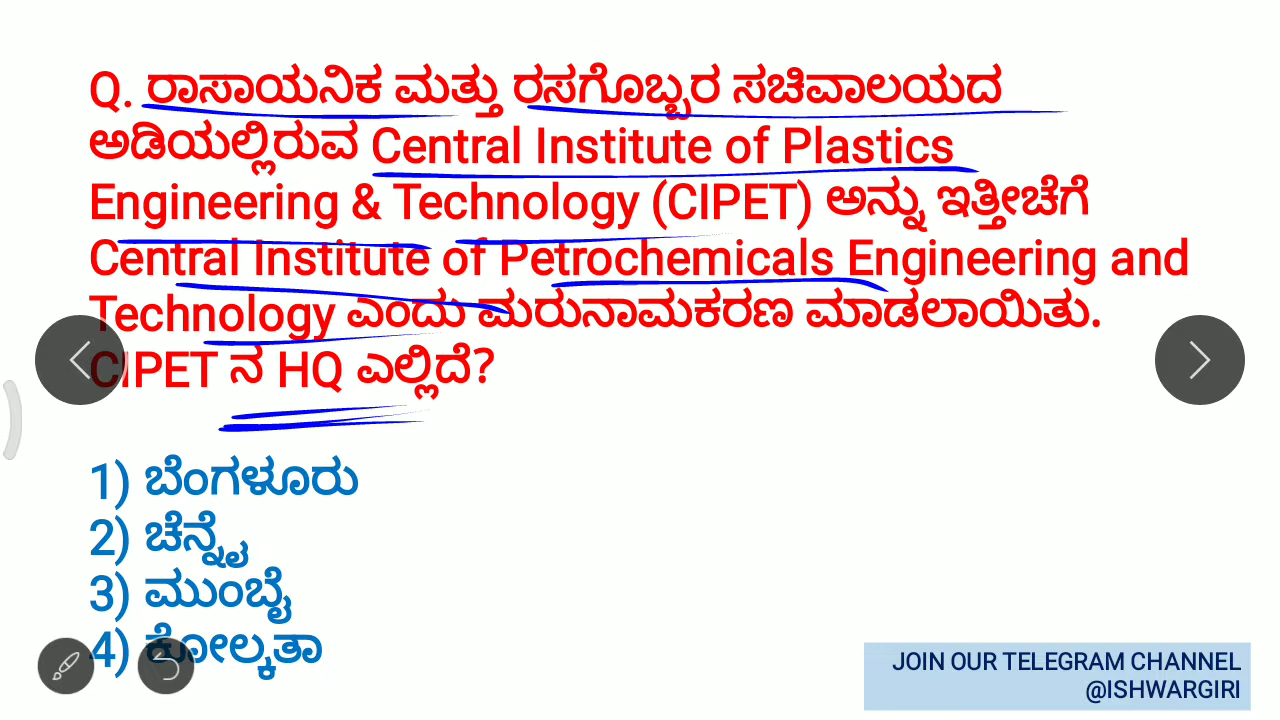 Q. ರಾಸಾಯನಿಕ ಮತ್ತು ರಸಗೊಬ್ಬರ ಸಚಿವಾಲಯದ
ಅಡಿಯಲ್ಲಿರುವ Central Institute of Plastics
Engineering & Technology (CIPET) ಅನ್ನು ಇತ್ತೀಚೆಗೆ
Central Institute of Petrochemicals Engineering and
Technology ಎಂದು ಮರುನಾಮಕರಣ ಮಾಡಲಾಯಿತು.
CIPET ನ HQ ಎಲ್ಲಿದೆ?
1) ಬೆಂಗಳೂರು
2) ಚೆನ್ನೈ
3) ಮುಂಬೈ
4) ಕೋಲ್ಕತಾ
JOIN OUR TELEGRAM CHANNEL
@ISHWARGIRI